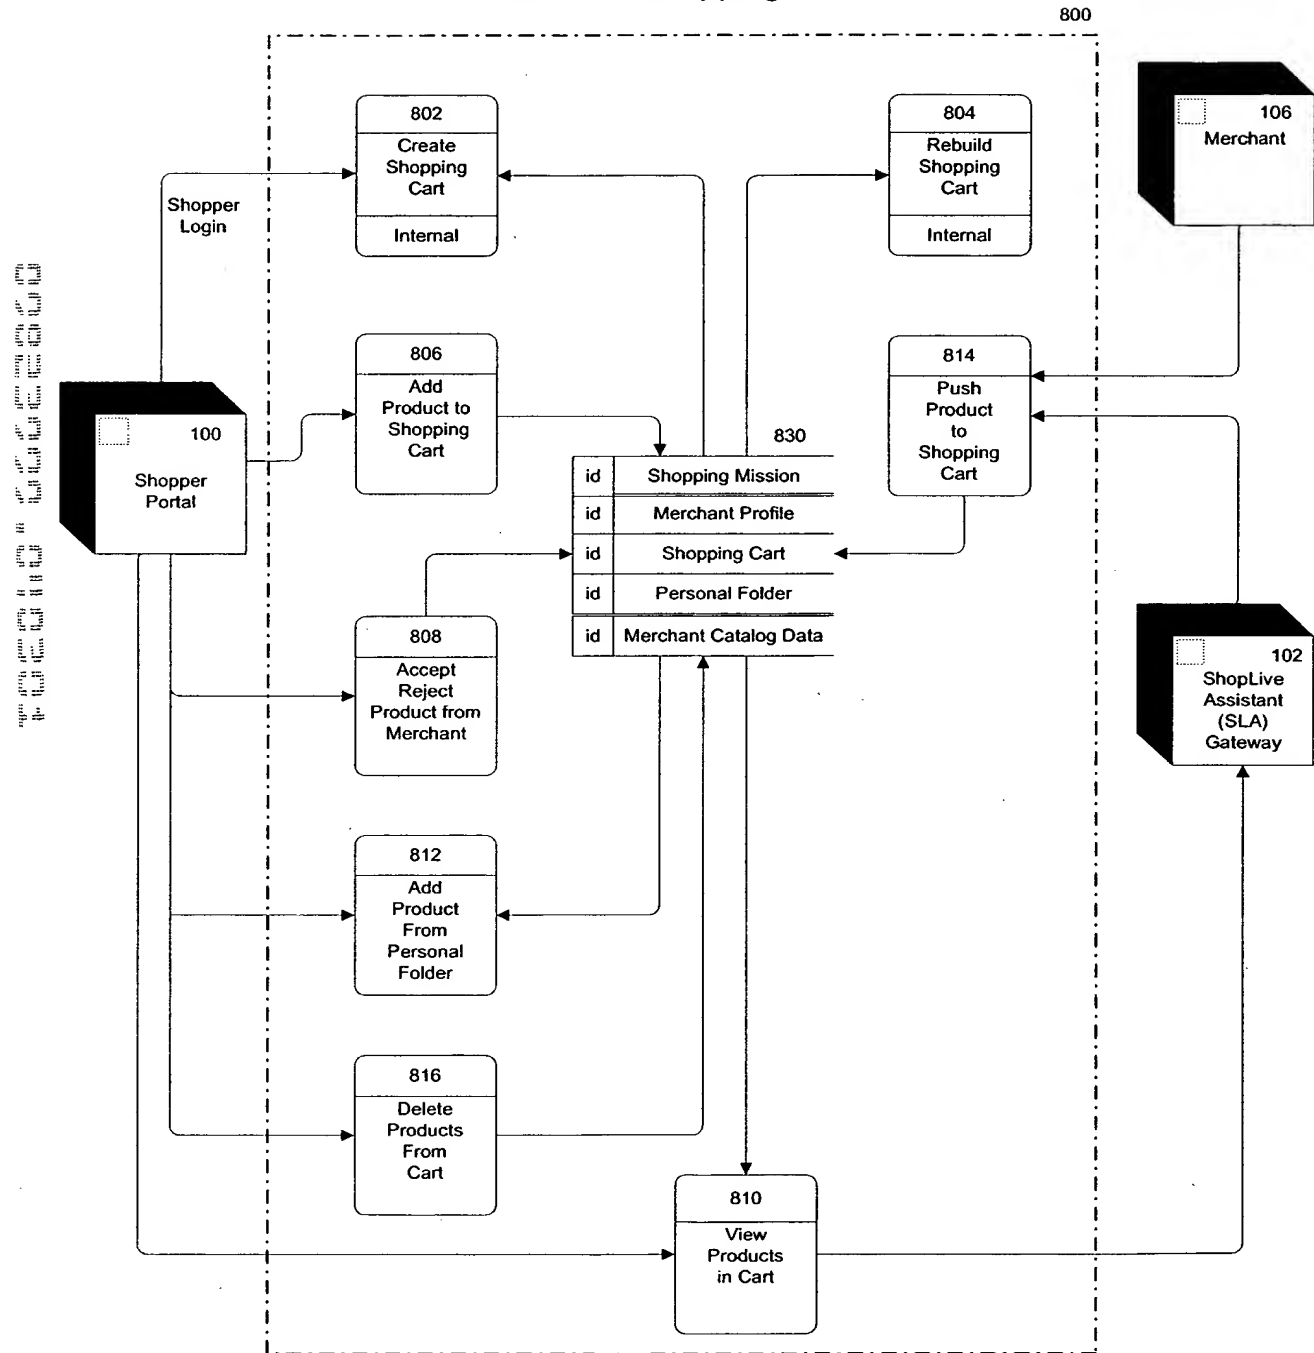 800
802
Create
Shopping
Cart
Internal
804
Rebuild
Shopping
Cart
Internal
106
Merchant
Shopper
Login
806
Add
Product to
Shopping
Cart
814
Push
Product
to
Shopping
Cart
100
Shopper
Portal
830
id Shopping Mission
id Merchant Profile
id Shopping Cart
id Personal Folder
id Merchant Catalog Data
808
Accept
Reject
Product from
Merchant
102
ShopLive
Assistant
(SLA)
Gateway
812
Add
Product
From
Personal
Folder
816
Delete
Products
From
Cart
810
View
Products
in Cart